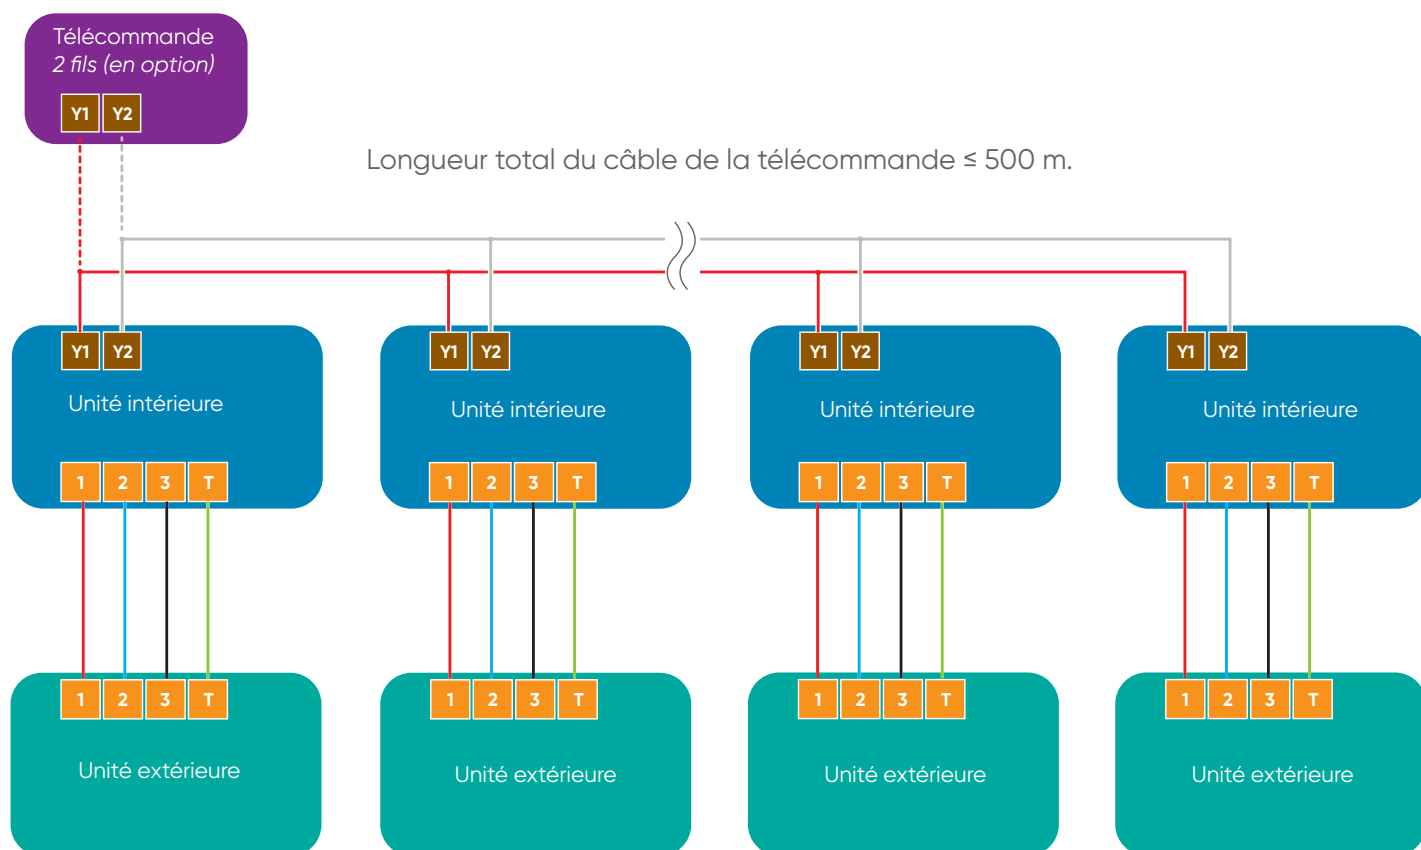 Télécommande
2 fils (en option)
Y1 Y2
Longueur total du câble de la télécommande ≤ 500 m.
Y1 Y2 Y1 Y2 Y1 Y2 Y1 Y2
Unité intérieure Unité intérieure Unité intérieure Unité intérieure
1 2 3 T 1 2 3 T 1 2 3 T 1 2 3 T
1 2 3 T 1 2 3 T 1 2 3 T 1 2 3 T
Unité extérieure Unité extérieure Unité extérieure Unité extérieure